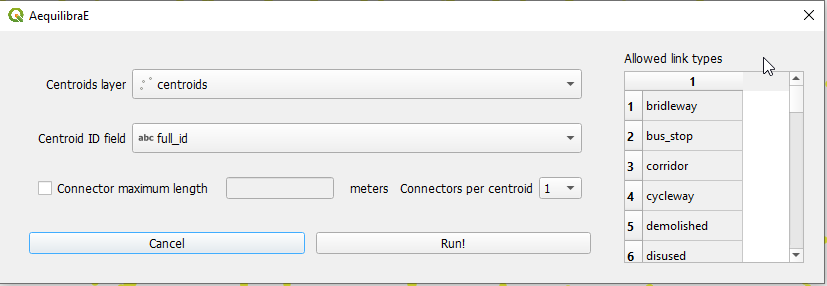 AequilibraE
Centroids layer centroids
Centroid ID field abc full_id
Connector maximum length meters Connectors per centroid 1
Cancel Run!
Allowed link types
1
1 bridleway
2 bus_stop
3 corridor
4 cycleway
5 demolished
6 disused